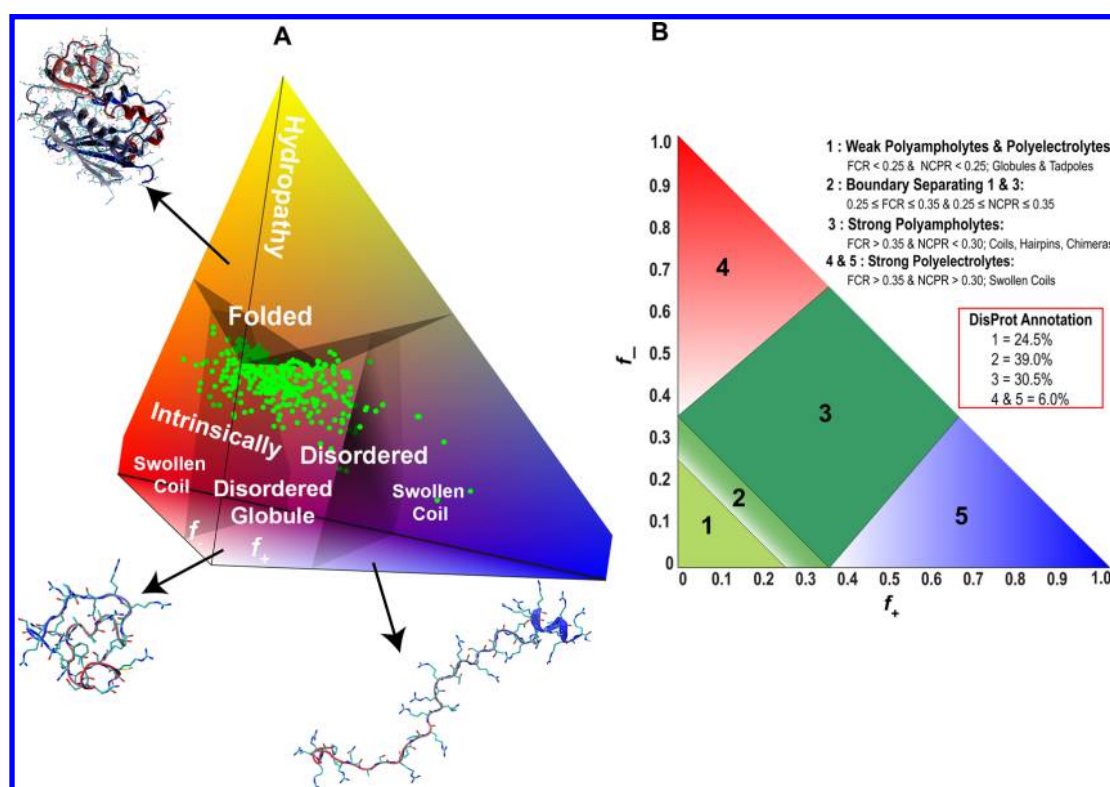 A
Hydropathy
Folded
Intrinsically
Disordered
Swollen
Coil
Disordered
Globule
Swollen
Coil
f-
f+
B
1.0
0.9
0.8
0.7
0.6
0.5
0.4
0.3
0.2
0.1
0
f_
4
3
2
1
5
0 0.1 0.2 0.3 0.4 0.5 0.6 0.7 0.8 0.9 1.0
f+
1 : Weak Polyampholytes & Polyelectrolytes:
FCR < 0.25 & NCPR < 0.25; Globules & Tadpoles
2 : Boundary Separating 1 & 3:
0.25 ≤ FCR ≤ 0.35 & 0.25 ≤ NCPR ≤ 0.35
3 : Strong Polyampholytes:
FCR > 0.35 & NCPR < 0.30; Coils, Hairpins, Chimeras
4 & 5 : Strong Polyelectrolytes:
FCR > 0.35 & NCPR > 0.30; Swollen Coils
DisProt Annotation
1 = 24.5%
2 = 39.0%
3 = 30.5%
4 & 5 = 6.0%